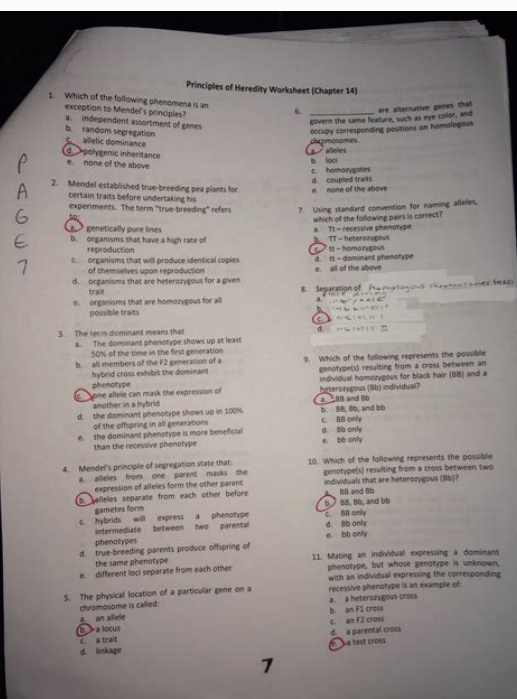 Principles of Heredity Worksheet (Chapter 14)
PAGE 7
1. Which of the following phenomena is an
exception to Mendel's principles?
a. independent assortment of genes
b. random segregation
c. allelic dominance
d. polygenic inheritance
e. none of the above
2. Mendel established true-breeding pea plants for
certain traits before undertaking his
experiments. The term "true-breeding" refers
to:
a. genetically pure lines
b. organisms that have a high rate of
reproduction
c. organisms that will produce identical copies
of themselves upon reproduction
d. organisms that are heterozygous for a given
trait
e. organisms that are homozygous for all
possible traits
3. The term dominant means that
a. The dominant phenotype shows up at least
50% of the time in the first generation
b. all members of the F2 generation of a
hybrid cross exhibit the dominant
phenotype
c. one allele can mask the expression of
another in a hybrid
d. the dominant phenotype shows up in 100%
of the offspring in all generations
e. the dominant phenotype is more beneficial
than the recessive phenotype
4. Mendel's principle of segregation state that:
a. alleles from one parent masks the
expression of alleles form the other parent
b. alleles separate from each other before
gametes form
c. hybrids will express a phenotype
intermediate between two parental
phenotypes
d. true-breeding parents produce offspring of
the same phenotype
e. different loci separate from each other
5. The physical location of a particular gene on a
chromosome is called:
a. an allele
b. a locus
c. a trait
d. linkage
6. ____________ are alternative genes that
govern the same feature, such as eye color, and
occupy corresponding positions on homologous
chromosomes.
a. alleles
b. loci
c. homozygotes
d. coupled traits
e. none of the above
7. Using standard convention for naming alleles,
which of the following pairs is correct?
a. Tt – recessive phenotype
b. TT – heterozygous
c. tt – homozygous
d. tt – dominant phenotype
e. all of the above
8. Separation of homologous chromosomes takes
place during
a. interphase
b.
c. meiosis I
d. meiosis II
9. Which of the following represents the possible
genotype(s) resulting from a cross between an
individual homozygous for black hair (BB) and a
heterozygous (Bb) individual?
a. BB and Bb
b. BB, Bb, and bb
c. BB only
d. Bb only
e. bb only
10. Which of the following represents the possible
genotype(s) resulting from a cross between two
individuals that are heterozygous (Bb)?
a. BB and Bb
b. BB, Bb, and bb
c. BB only
d. Bb only
e. bb only
11. Mating an individual expressing a dominant
phenotype, but whose genotype is unknown,
with an individual expressing the corresponding
recessive phenotype is an example of:
a. a heterozygous cross
b. an F1 cross
c. an F2 cross
d. a parental cross
e. a test cross
7